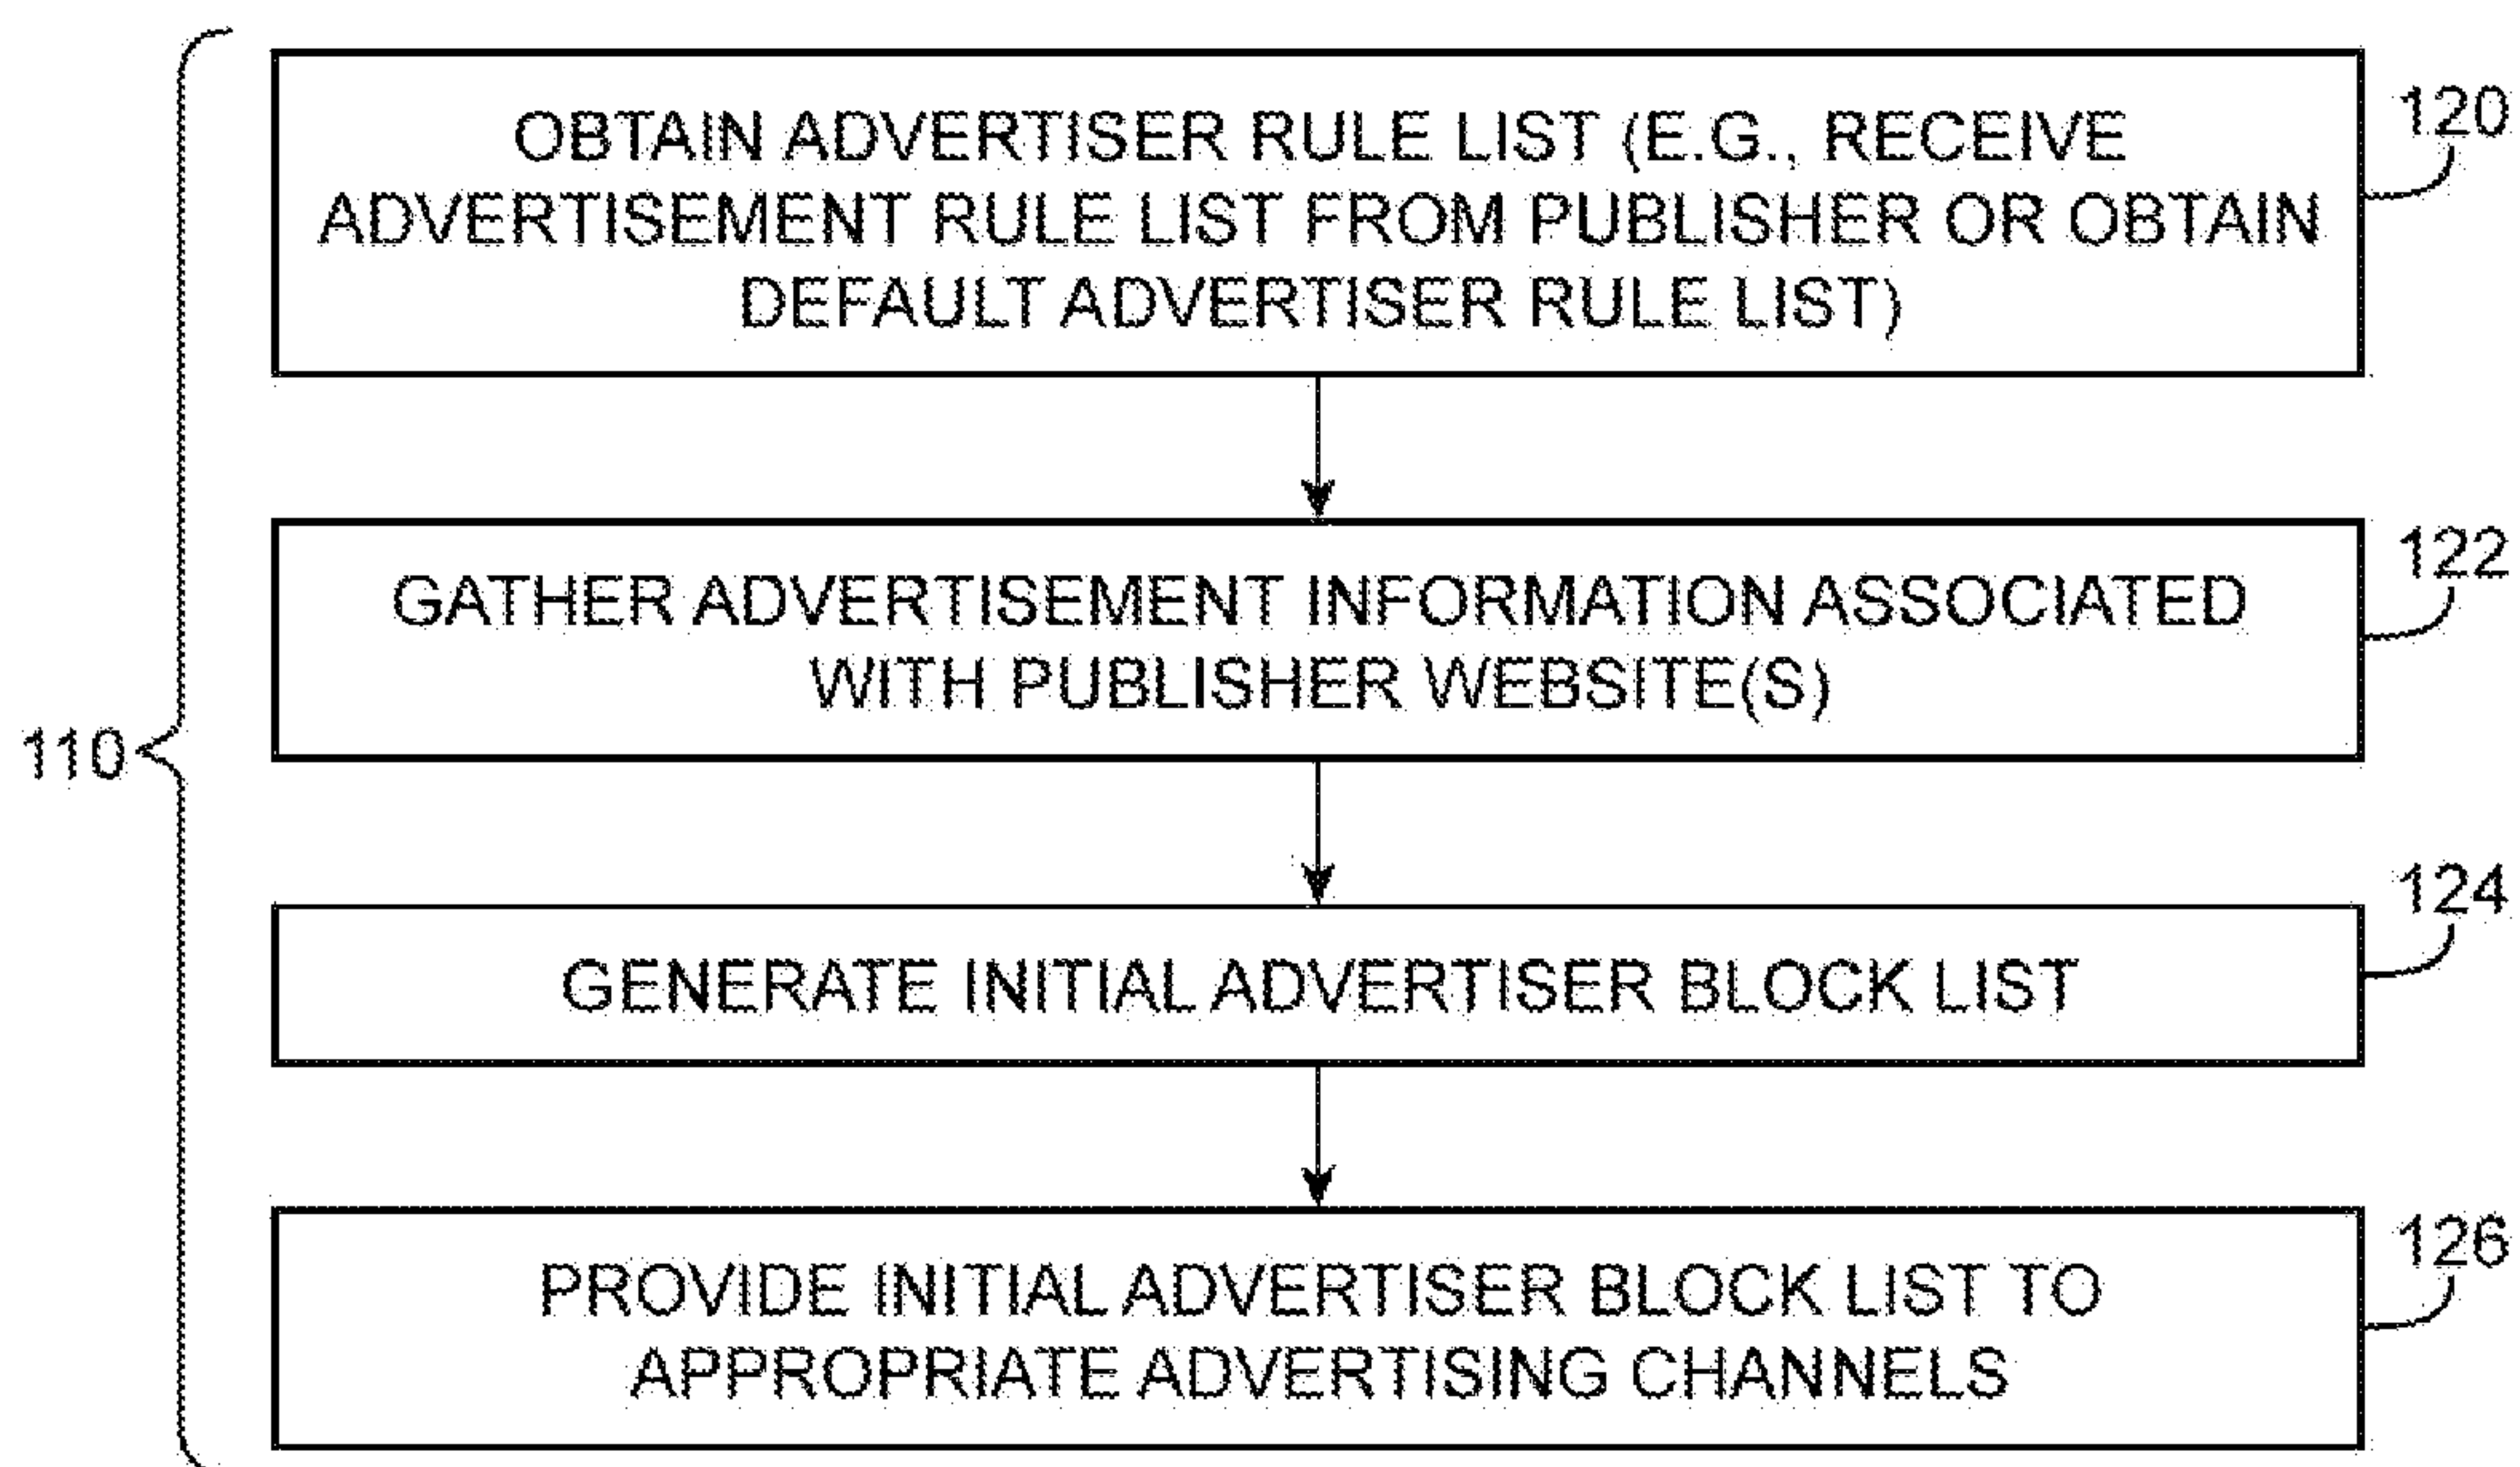 OBTAIN ADVERTISER RULE LIST (E.G., RECEIVE
ADVERTISEMENT RULE LIST FROM PUBLISHER OR OBTAIN
DEFAULT ADVERTISER RULE LIST)
120
GATHER ADVERTISEMENT INFORMATION ASSOCIATED
WITH PUBLISHER WEBSITE(S)
122
110
GENERATE INITIAL ADVERTISER BLOCK LIST
124
PROVIDE INITIAL ADVERTISER BLOCK LIST TO
APPROPRIATE ADVERTISING CHANNELS
126